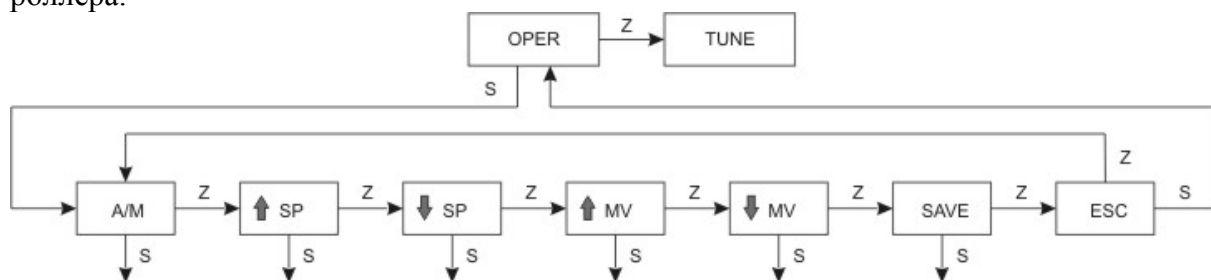 роллера.
OPER Z TUNE
S
Z
A/M Z SP Z SP Z MV Z MV Z SAVE Z ESC S
S S S S S S